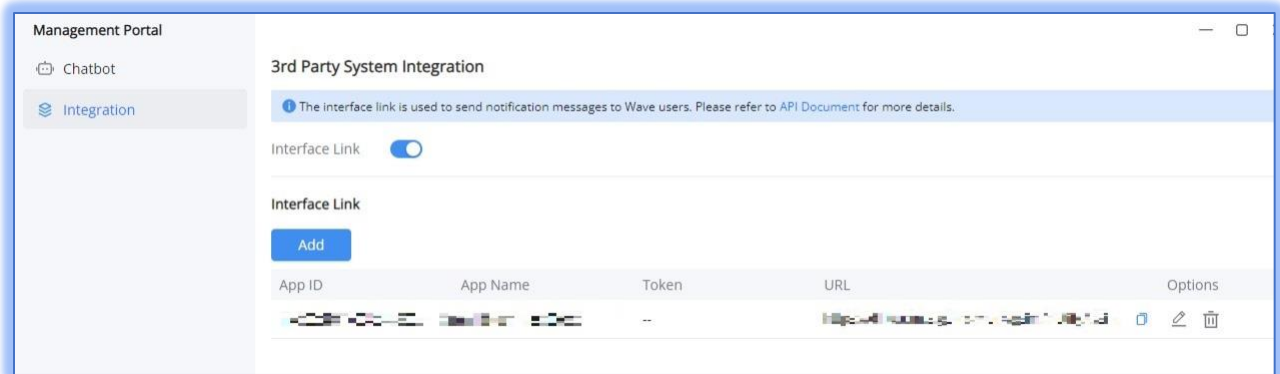 Management Portal
Chatbot
Integration
3rd Party System Integration
The interface link is used to send notification messages to Wave users. Please refer to API Document for more details.
Interface Link
Interface Link
Add
App ID App Name Token URL Options
--